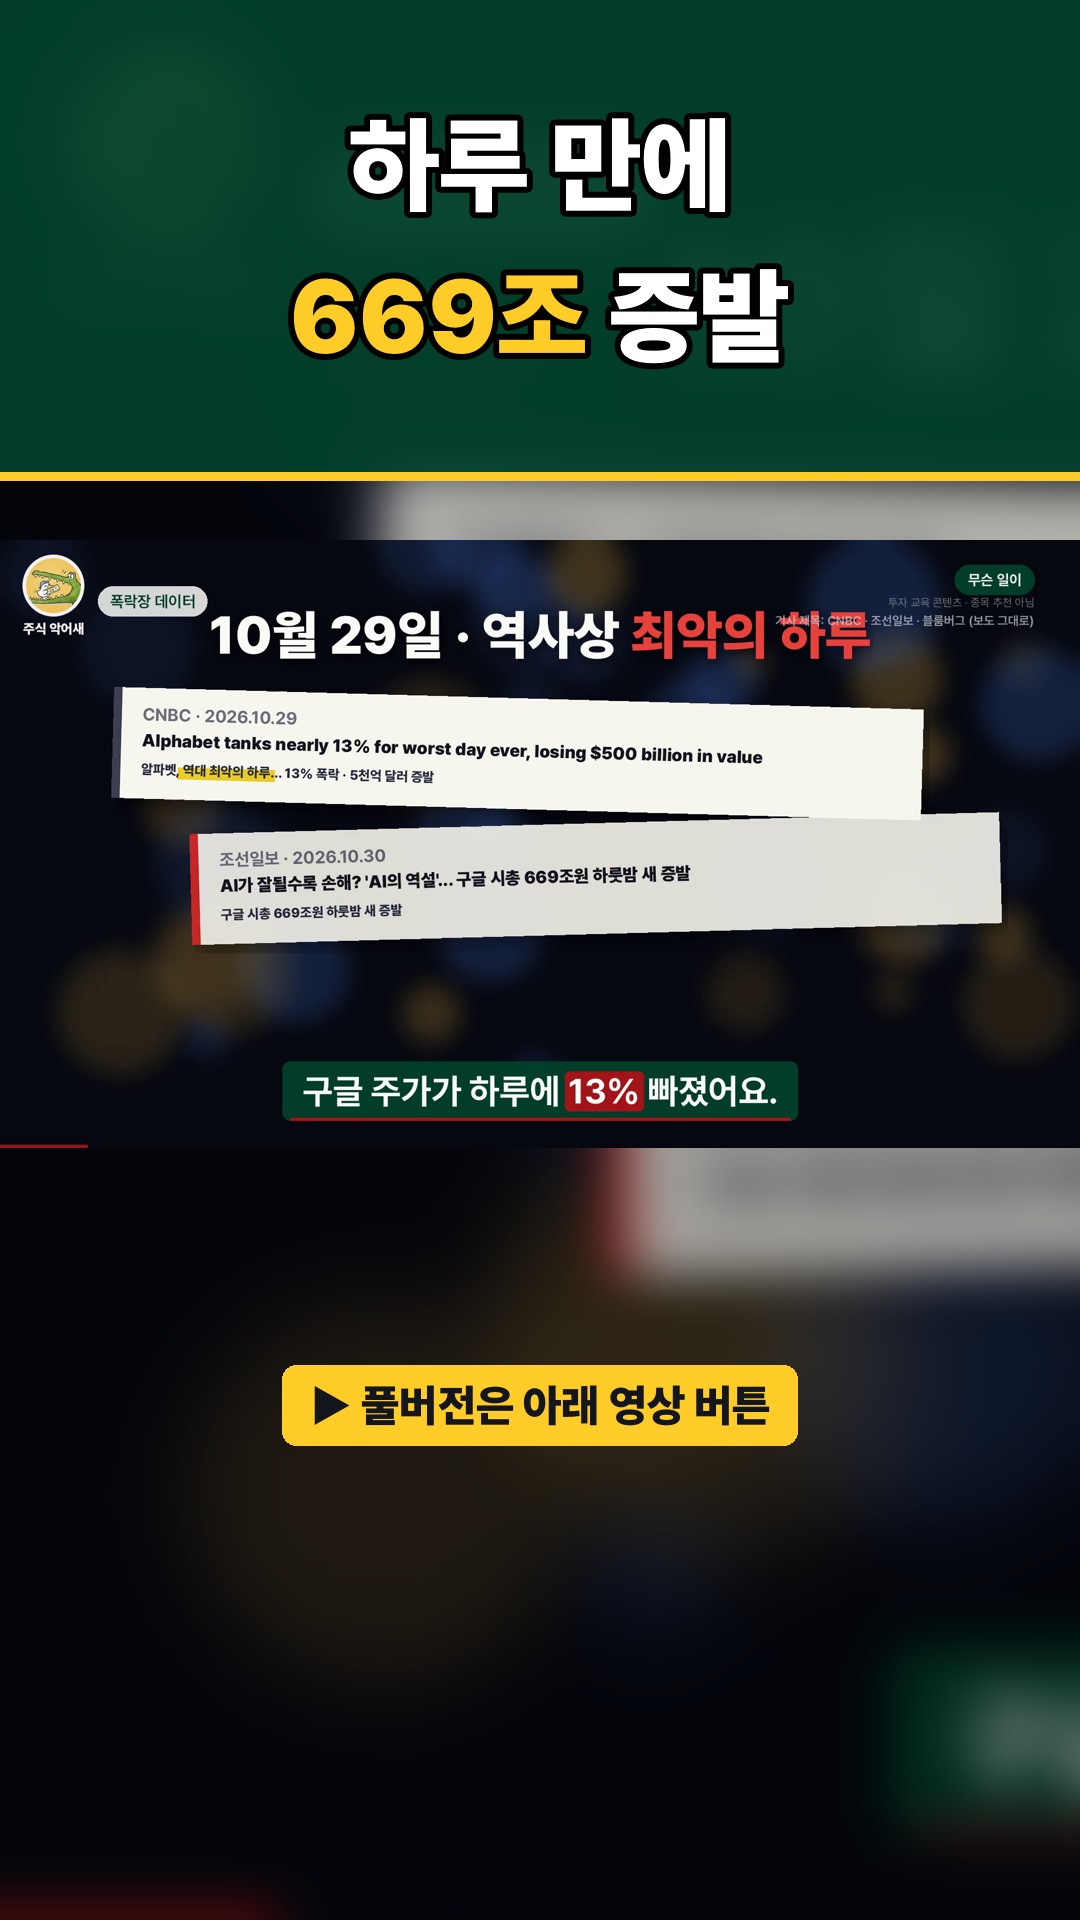 하루 만에
669조 증발
주식 악어새
폭락장 데이터
무슨 일이
투자 교육 콘텐츠 · 종목 추천 아님
기사 제목: CNBC · 조선일보 · 블룸버그 (보도 그대로)
10월 29일 · 역사상 최악의 하루
CNBC · 2026.10.29
Alphabet tanks nearly 13% for worst day ever, losing $500 billion in value
알파벳, 역대 최악의 하루... 13% 폭락 · 5천억 달러 증발
조선일보 · 2026.10.30
AI가 잘될수록 손해? 'AI의 역설'... 구글 시총 669조원 하룻밤 새 증발
구글 시총 669조원 하룻밤 새 증발
구글 주가가 하루에 13% 빠졌어요.
▶ 풀버전은 아래 영상 버튼